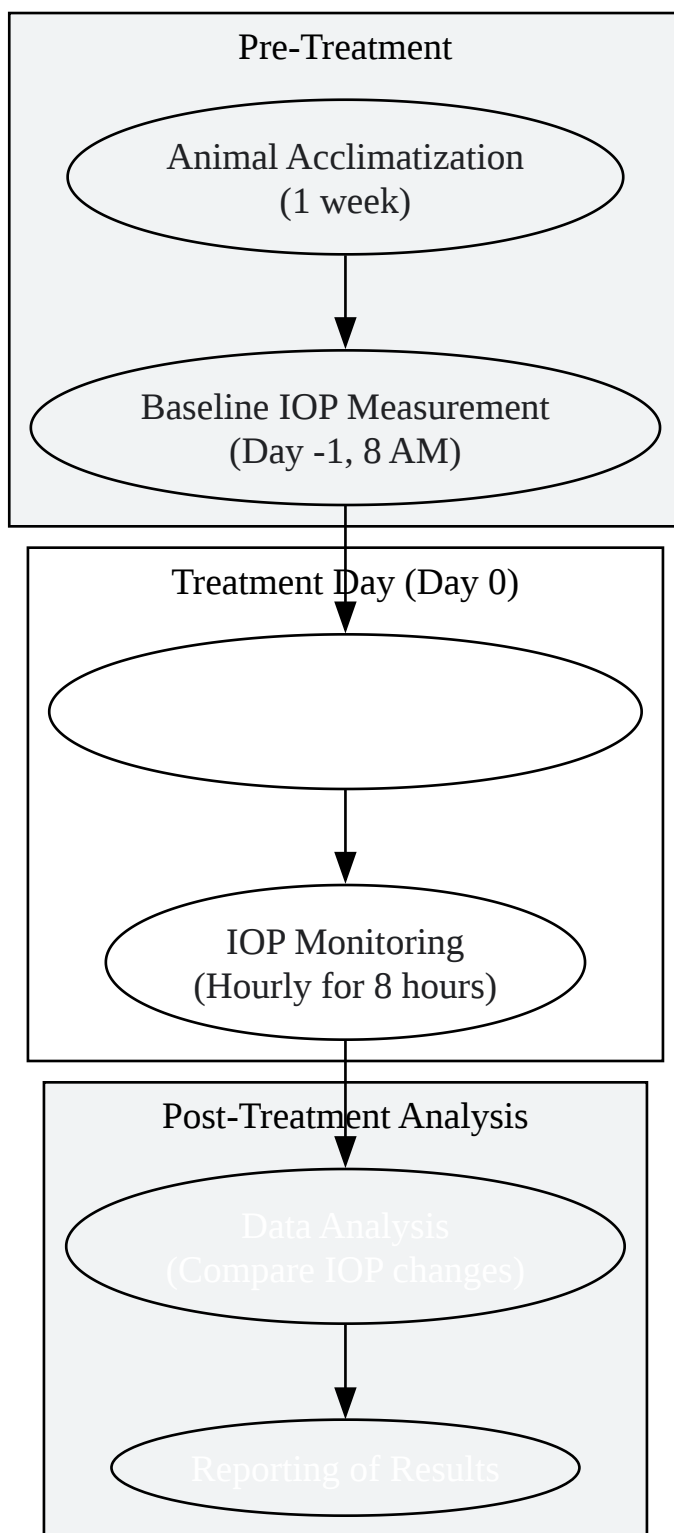 Pre-Treatment
Animal Acclimatization
(1 week)
Baseline IOP Measurement
(Day -1, 8 AM)
Treatment Day (Day 0)
IOP Monitoring
(Hourly for 8 hours)
Post-Treatment Analysis
Data Analysis
(Compare IOP changes)
Reporting of Results